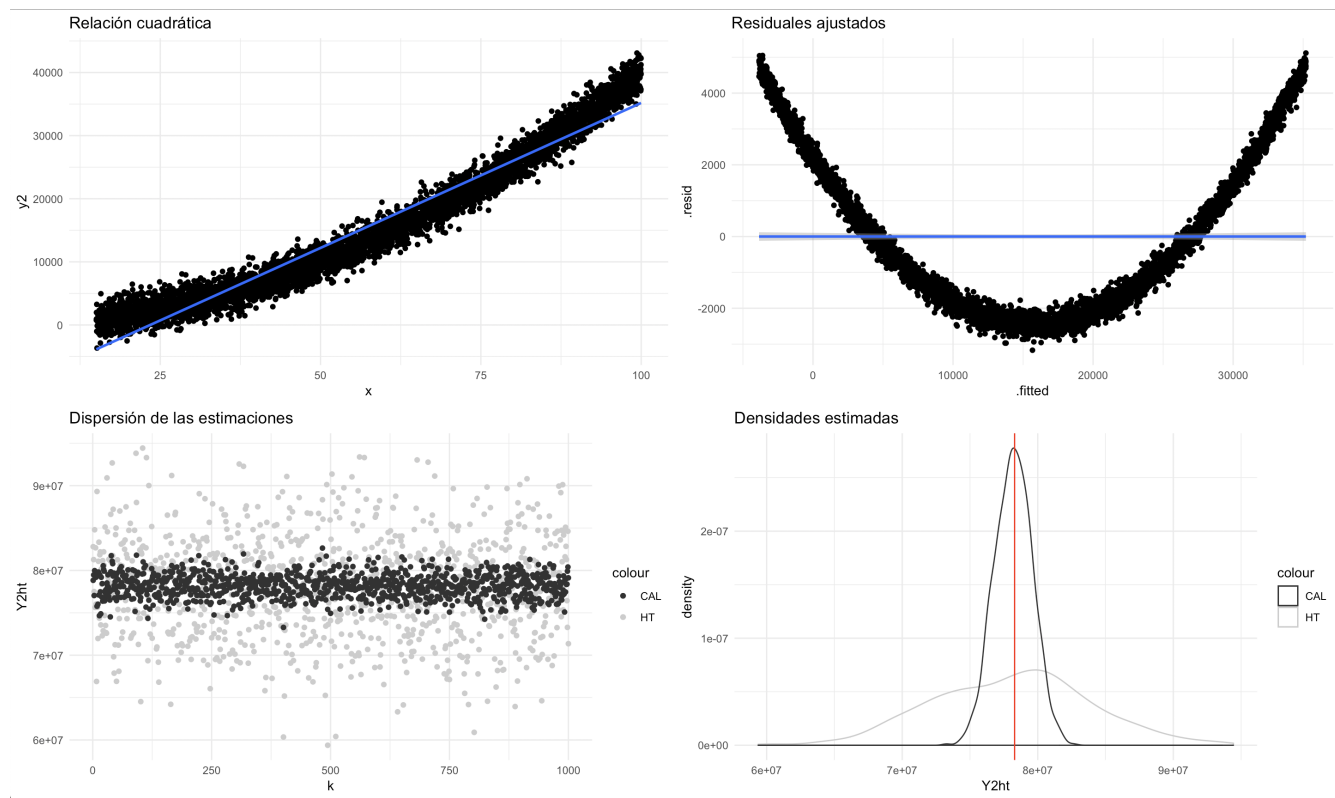 Relación cuadrática
40000
30000
20000
10000
0
y2
25
50
75
100
x
Residuales ajustados
4000
2000
0
-2000
.resid
0
10000
20000
30000
.fitted
Dispersión de las estimaciones
9e+07
8e+07
7e+07
6e+07
Y2ht
0
250
500
750
1000
k
colour
CAL
HT
Densidades estimadas
2e-07
1e-07
0e+00
density
6e+07
7e+07
8e+07
9e+07
Y2ht
colour
CAL
HT